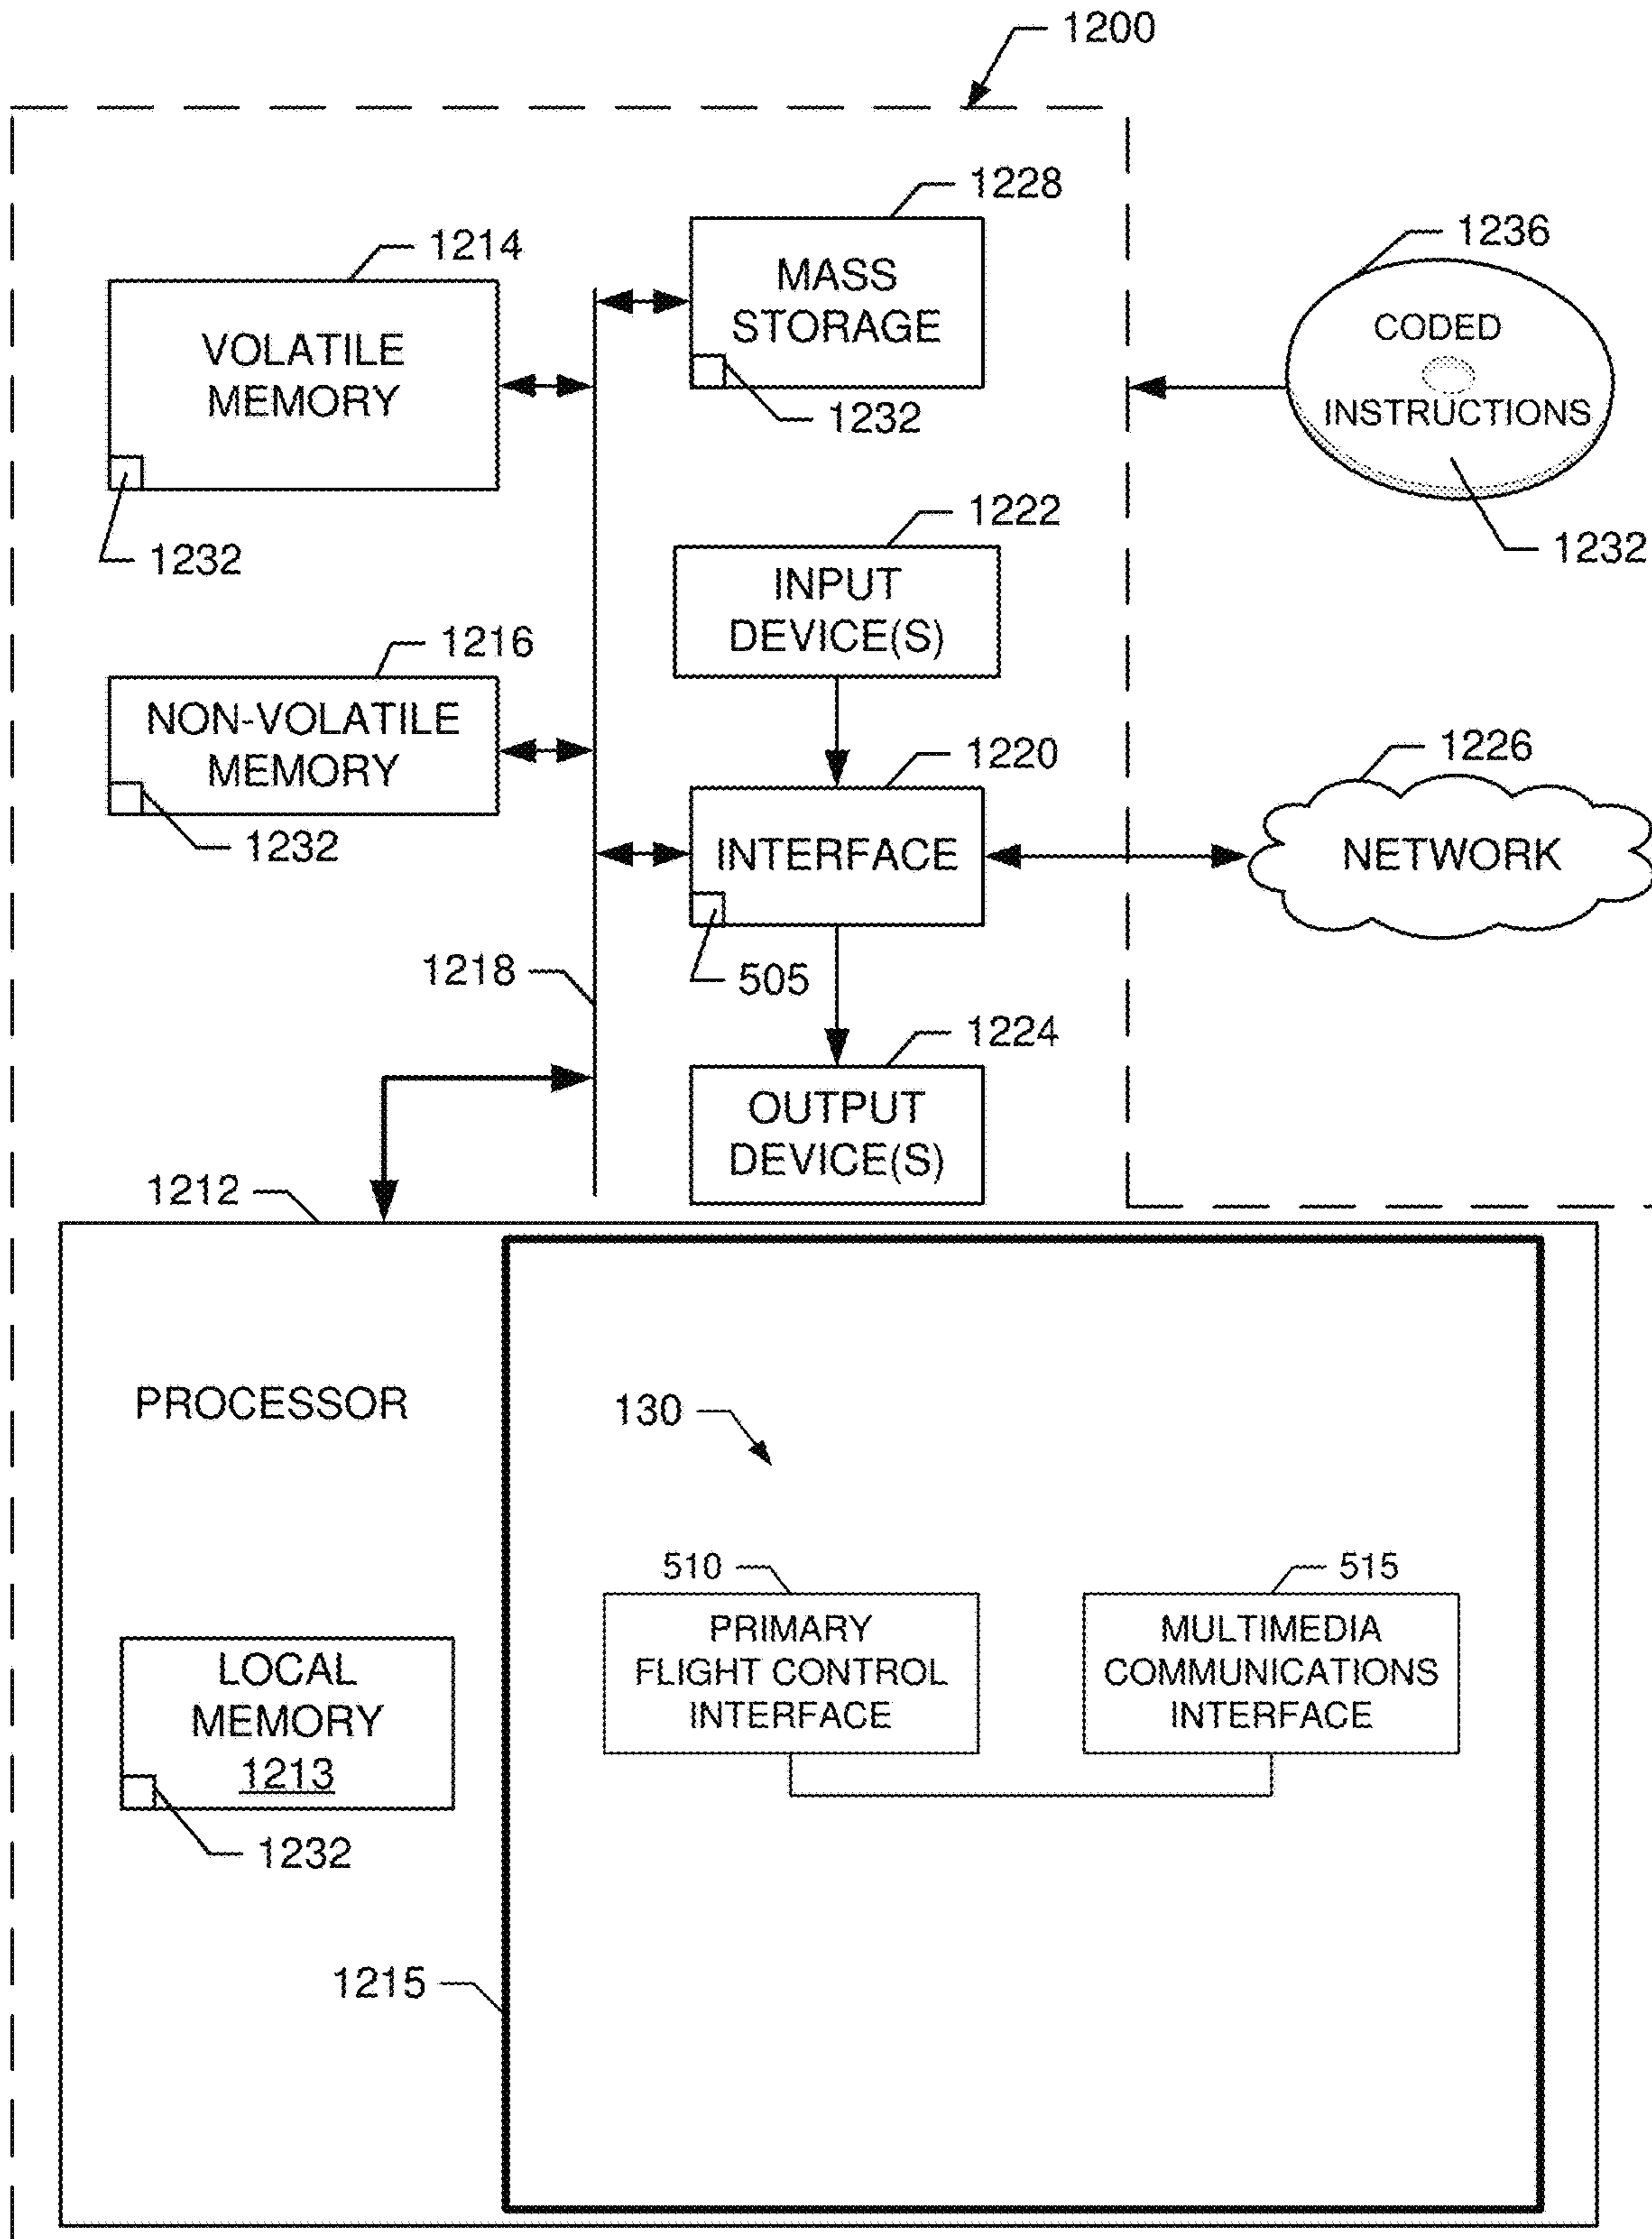 1200
1228
1214
1236
MASS
STORAGE
VOLATILE
MEMORY
CODED
INSTRUCTIONS
1232
1222
1232
1232
INPUT
DEVICE(S)
1216
NON-VOLATILE
MEMORY
1220
1226
1232
INTERFACE
NETWORK
1218
505
1224
OUTPUT
DEVICE(S)
1212
PROCESSOR
130
510
515
PRIMARY
FLIGHT CONTROL
INTERFACE
MULTIMEDIA
COMMUNICATIONS
INTERFACE
LOCAL
MEMORY
1213
1232
1215